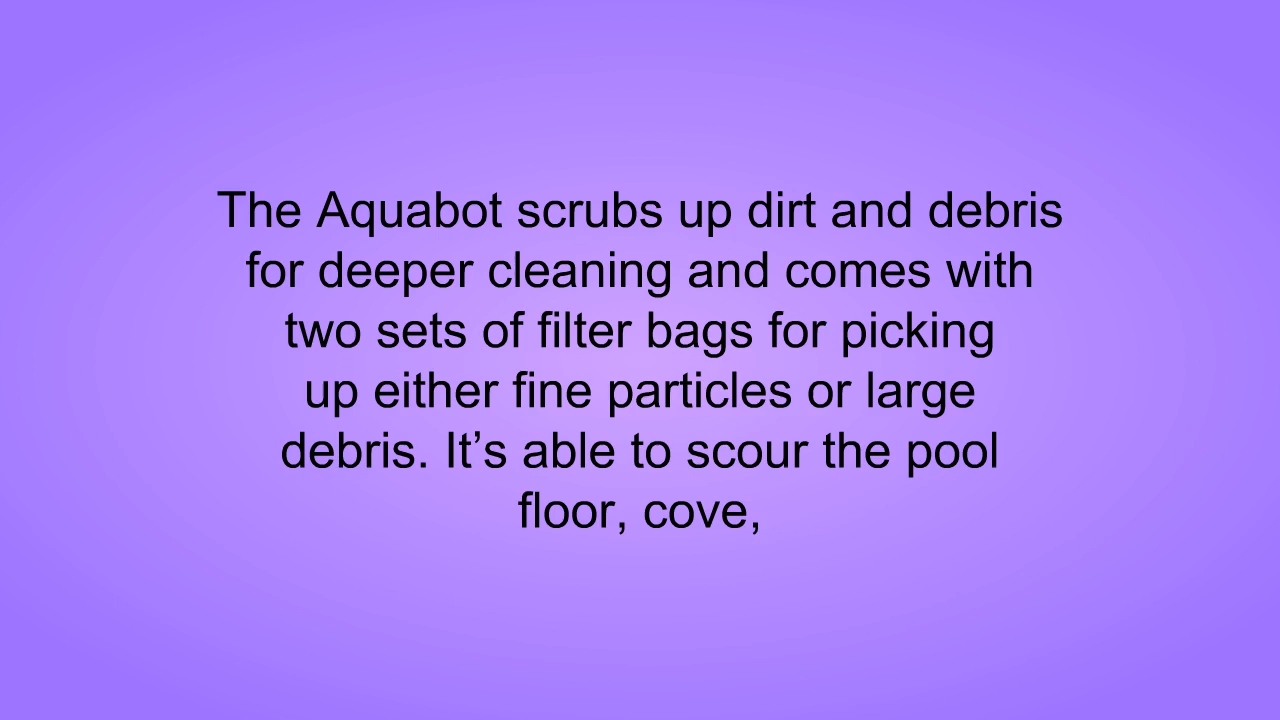 The Aquabot scrubs up dirt and debris
for deeper cleaning and comes with
two sets of filter bags for picking
up either fine particles or large
debris. It’s able to scour the pool
floor, cove,